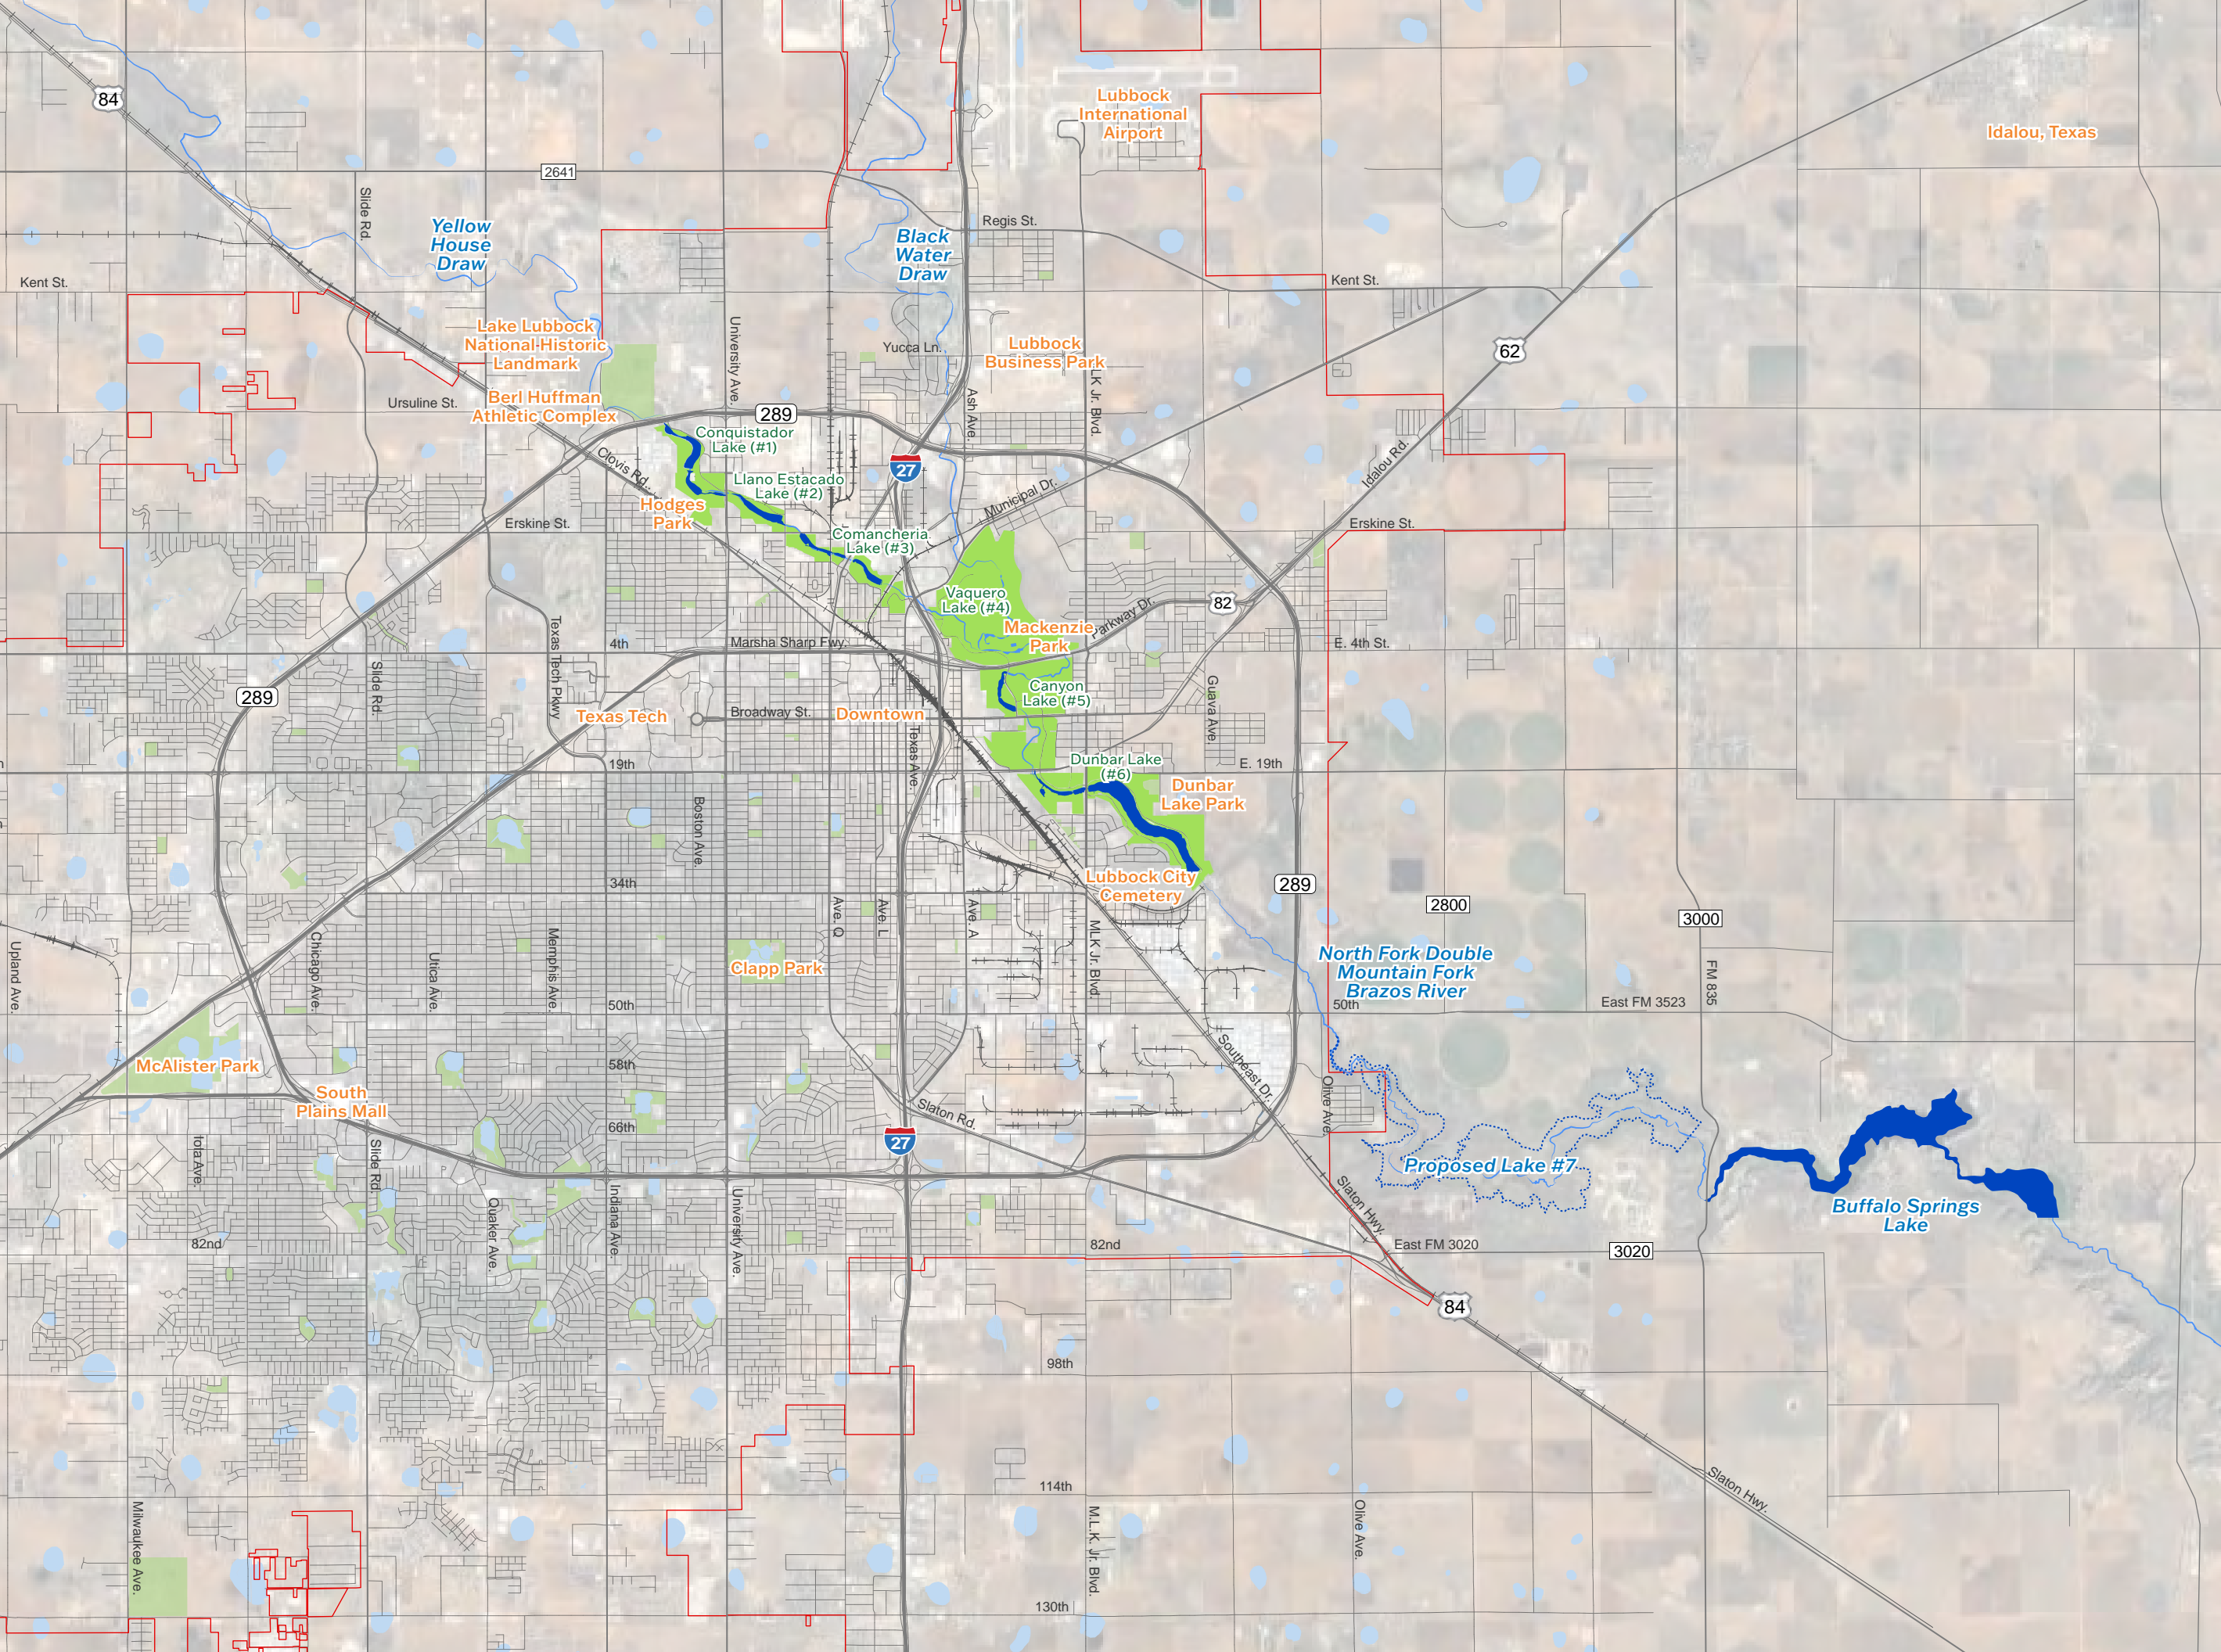 84
Lubbock
International
Airport
Idalou, Texas
2641
Slide Rd.
Yellow
House
Draw
Black
Water
Draw
Regis St.
Kent St.
Kent St.
Lake Lubbock
National Historic
Landmark
University Ave.
Yucca Ln.
Lubbock
Business Park
62
Ursuline St.
Berl Huffman
Athletic Complex
289
Ash Ave.
LK Jr. Blvd.
Conquistador
Lake (#1)
Clovis Rd.
27
Idalou Rd.
Llano Estacado
Lake (#2)
Hodges
Park
Municipal Dr.
Erskine St.
Erskine St.
Comancheria
Lake (#3)
Vaquero
Lake (#4)
82
Parkway Dr.
Mackenzie
Park
Texas Tech Pkwy
4th
Marsha Sharp Fwy.
E. 4th St.
289
Slide Rd.
Canyon
Lake (#5)
Guava Ave.
Texas Tech
Broadway St.
Downtown
Texas Ave.
19th
Dunbar Lake
(#6)
E. 19th
Dunbar
Lake Park
Boston Ave.
34th
Lubbock City
Cemetery
289
2800
3000
Upland Ave.
Chicago Ave.
Utica Ave.
Memphis Ave.
Clapp Park
Ave. Q
Ave. L
Ave. A
MLK Jr. Blvd.
North Fork Double
Mountain Fork
Brazos River
FM 835
50th
50th
East FM 3523
McAlister Park
58th
Southeast Dr.
South
Plains Mall
Slaton Rd.
Olive Ave.
66th
27
Iola Ave.
Slide Rd.
Proposed Lake #7
Buffalo Springs
Lake
Quaker Ave.
Indiana Ave.
University Ave.
Slaton Hwy.
82nd
82nd
East FM 3020
3020
84
98th
114th
Slaton Hwy.
Milwaukee Ave.
M.L.K. Jr. Blvd.
Olive Ave.
130th